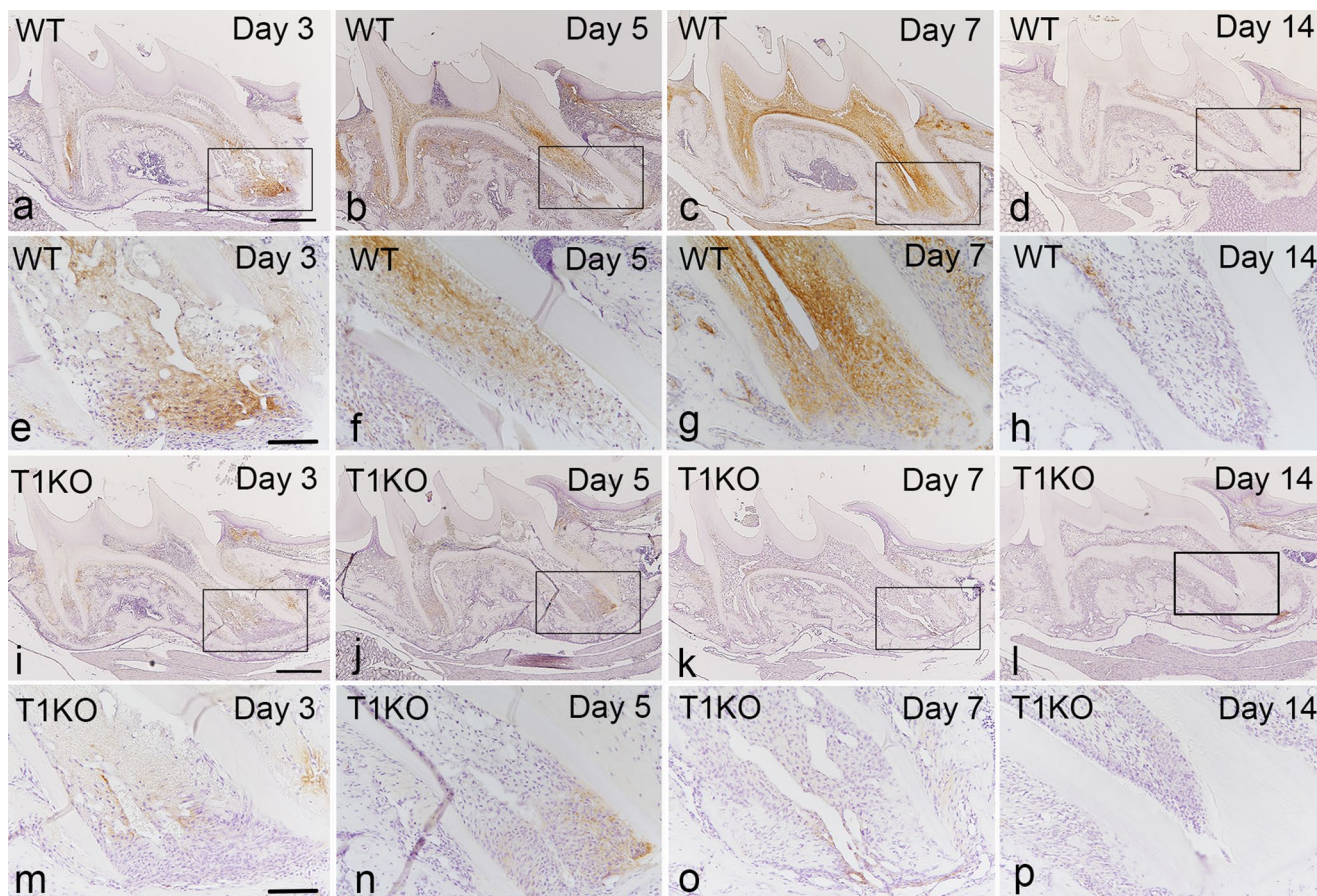 WT Day 3
a
WT Day 5
b
WT Day 7
c
WT Day 14
d
WT Day 3
e
WT Day 5
f
WT Day 7
g
WT Day 14
h
T1KO Day 3
i
T1KO Day 5
j
T1KO Day 7
k
T1KO Day 14
l
T1KO Day 3
m
T1KO Day 5
n
T1KO Day 7
o
T1KO Day 14
p